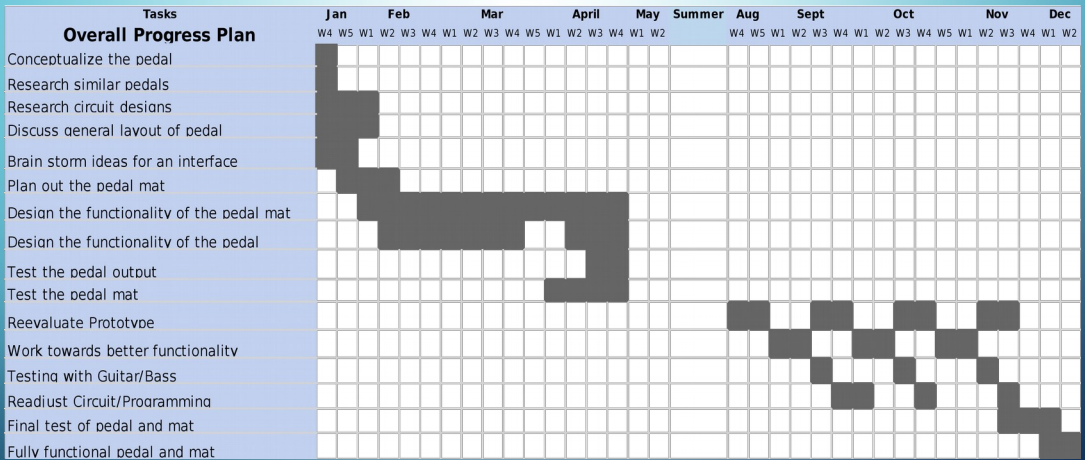 Tasks Jan Feb Mar April May Summer Aug Sept Oct Nov Dec
Overall Progress Plan W4 W5 W1 W2 W3 W4 W1 W2 W3 W4 W5 W1 W2 W3 W4 W1 W2 W4 W5 W1 W2 W3 W4 W1 W2 W3 W4 W5 W1 W2 W3 W4 W1 W2
Conceptualize the pedal
Research similar pedals
Research circuit designs
Discuss general layout of pedal
Brain storm ideas for an interface
Plan out the pedal mat
Design the functionality of the pedal mat
Design the functionality of the pedal
Test the pedal output
Test the pedal mat
Reevaluate Prototype
Work towards better functionality
Testing with Guitar/Bass
Readjust Circuit/Programming
Final test of pedal and mat
Fully functional pedal and mat